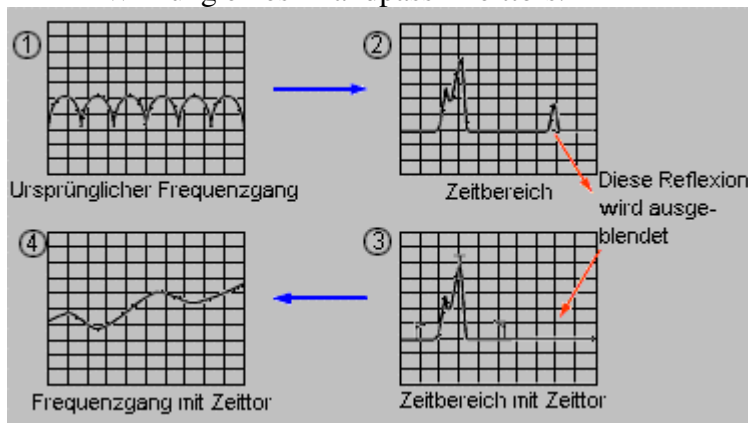 ①
②
Ursprünglicher Frequenzgang
Zeitbereich
Diese Reflexion
wird ausge-
blendet
④
③
Frequenzgang mit Zeittor
Zeitbereich mit Zeittor